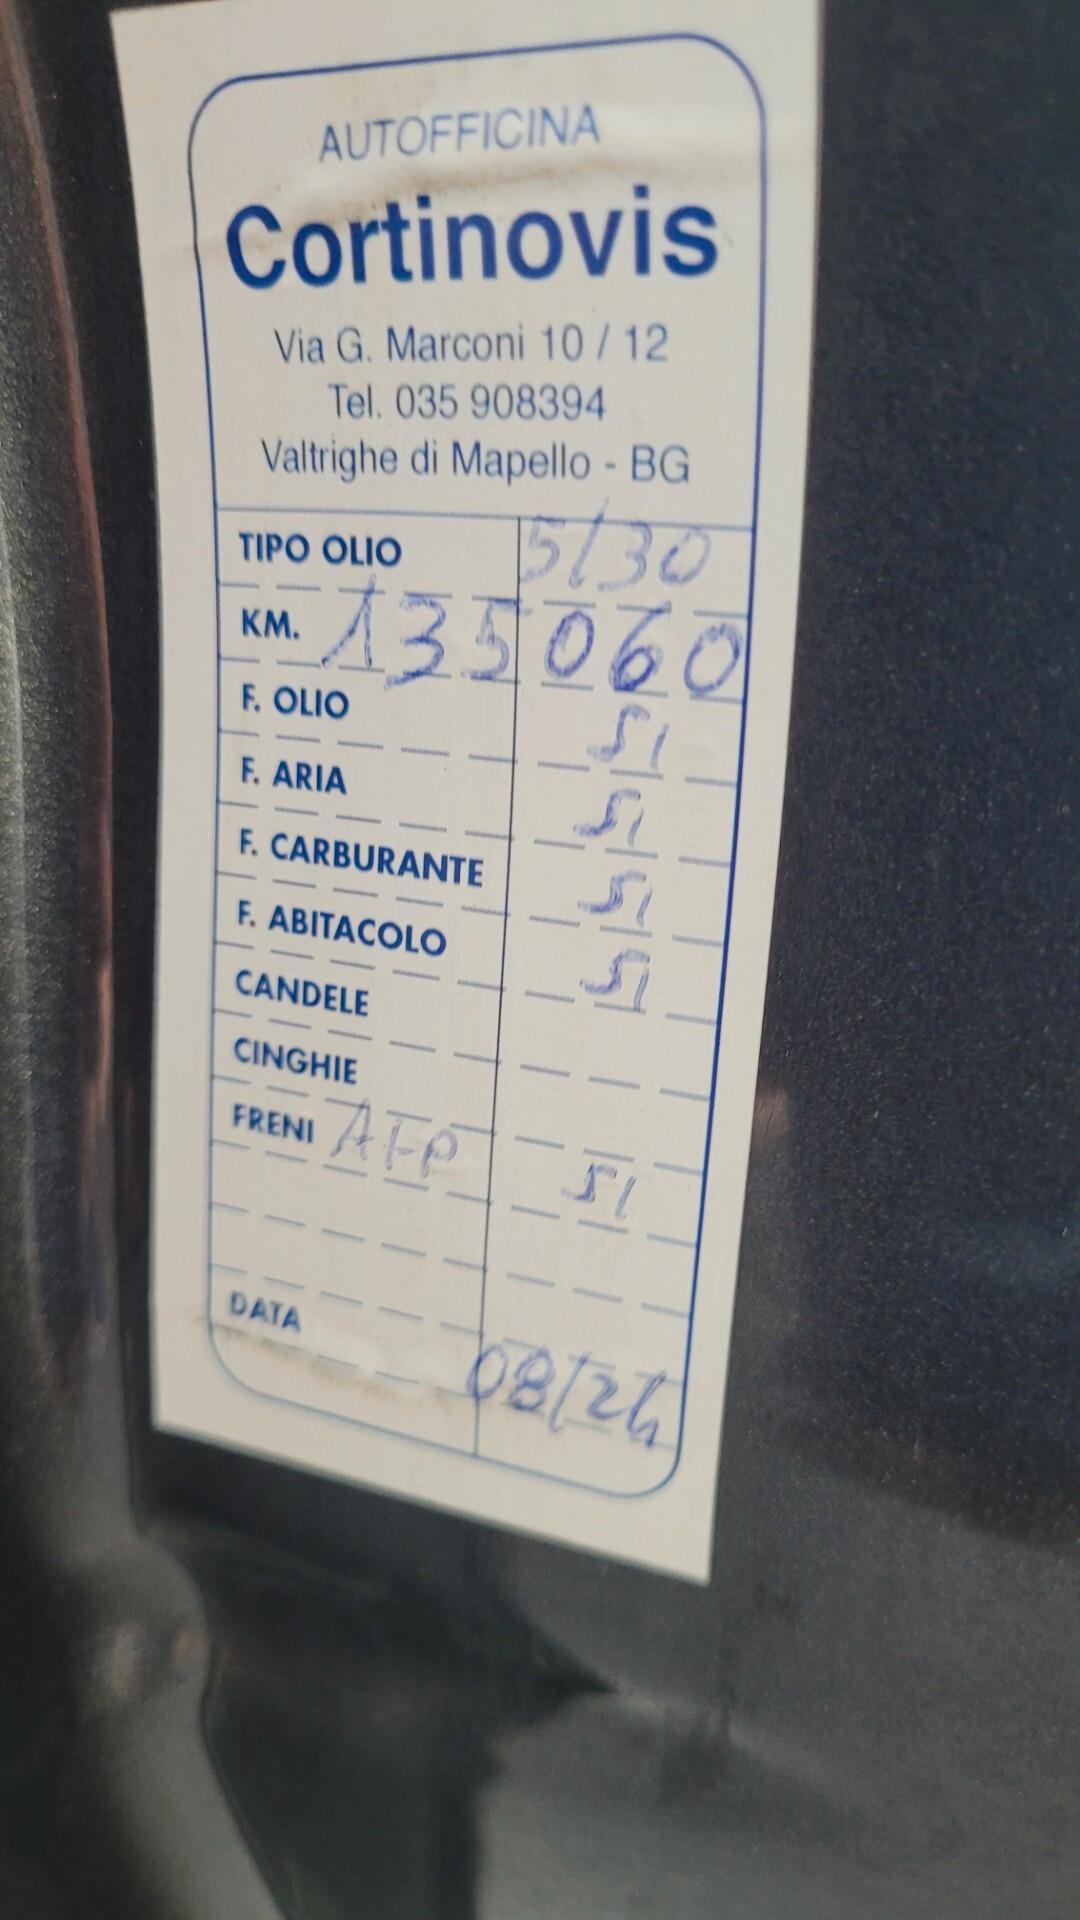 AUTOFFICINA
Cortinovis
Via G. Marconi 10 / 12
Tel. 035 908394
Valtrighe di Mapello - BG
TIPO OLIO 5/30
KM. 135060
F. OLIO SI
F. ARIA SI
F. CARBURANTE SI
F. ABITACOLO SI
CANDELE
CINGHIE
FRENI A+P SI
DATA 08/24